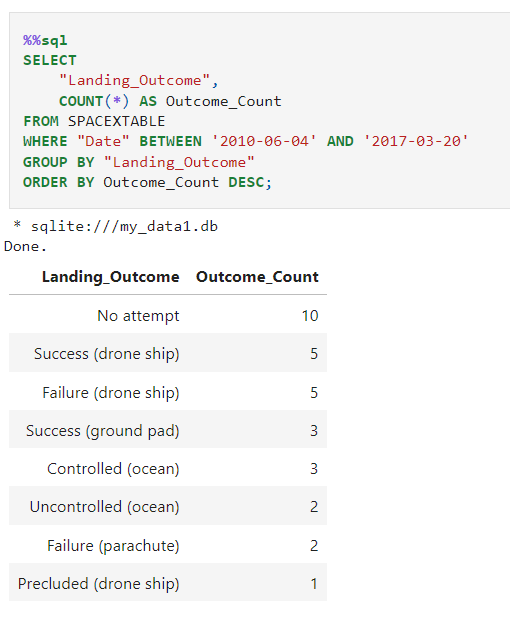 %%sql
SELECT
    "Landing_Outcome",
    COUNT(*) AS Outcome_Count
FROM SPACEXTABLE
WHERE "Date" BETWEEN '2010-06-04' AND '2017-03-20'
GROUP BY "Landing_Outcome"
ORDER BY Outcome_Count DESC;
* sqlite:///my_data1.db
Done.
Landing_Outcome Outcome_Count
No attempt 10
Success (drone ship) 5
Failure (drone ship) 5
Success (ground pad) 3
Controlled (ocean) 3
Uncontrolled (ocean) 2
Failure (parachute) 2
Precluded (drone ship) 1